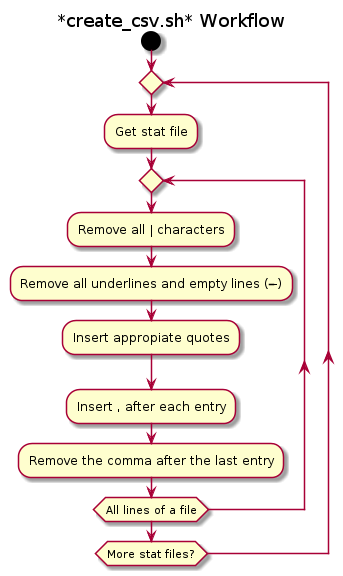 *create_csv.sh* Workflow
Get stat file
Remove all | characters
Remove all underlines and empty lines (--)
Insert appropiate quotes
Insert , after each entry
Remove the comma after the last entry
All lines of a file
More stat files?